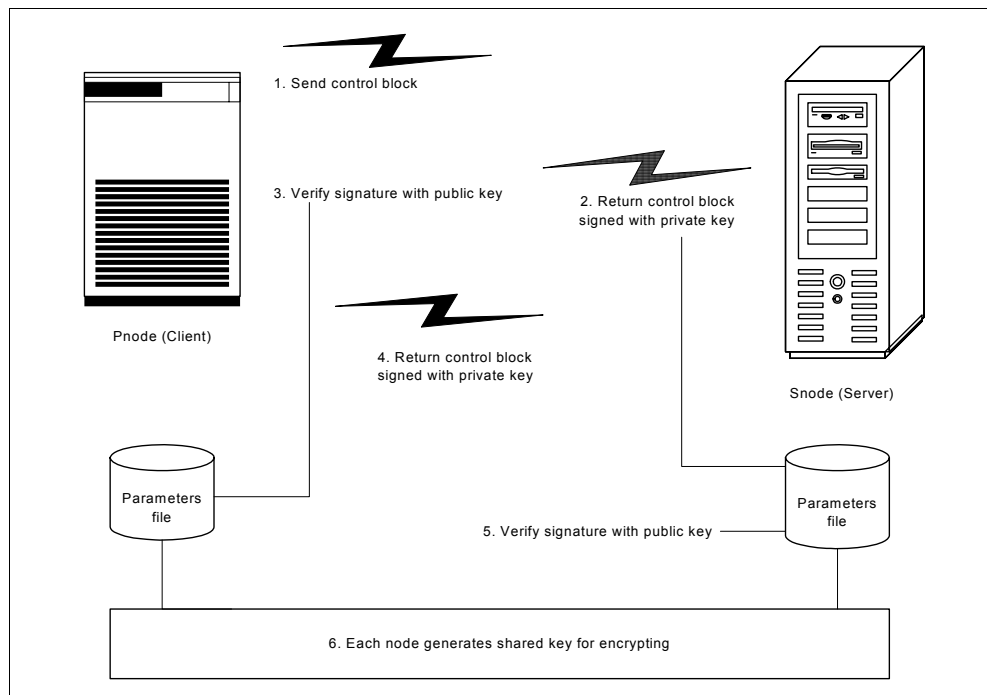 1. Send control block
3. Verify signature with public key
2. Return control block
signed with private key
Pnode (Client)
4. Return control block
signed with private key
Snode (Server)
Parameters
file
Parameters
file
5. Verify signature with public key
6. Each node generates shared key for encrypting